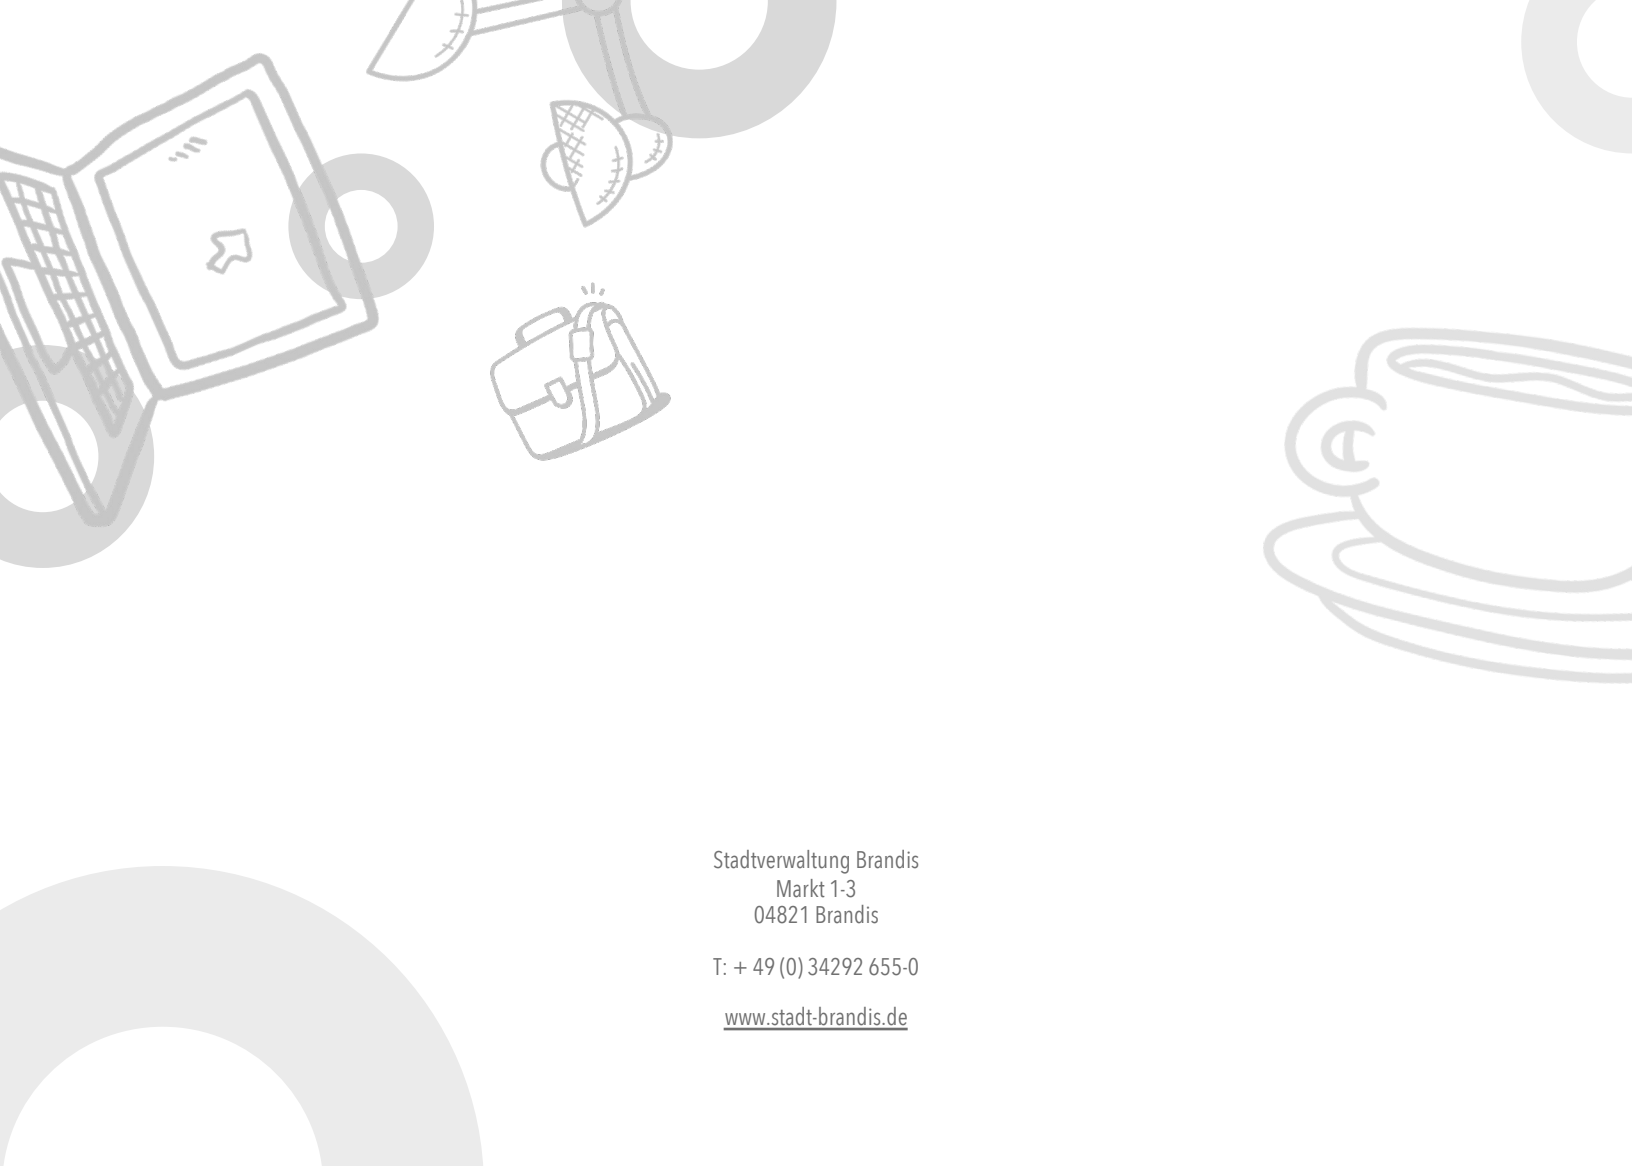 Stadtverwaltung Brandis
Markt 1-3
04821 Brandis
T: + 49 (0) 34292 655-0
www.stadt-brandis.de